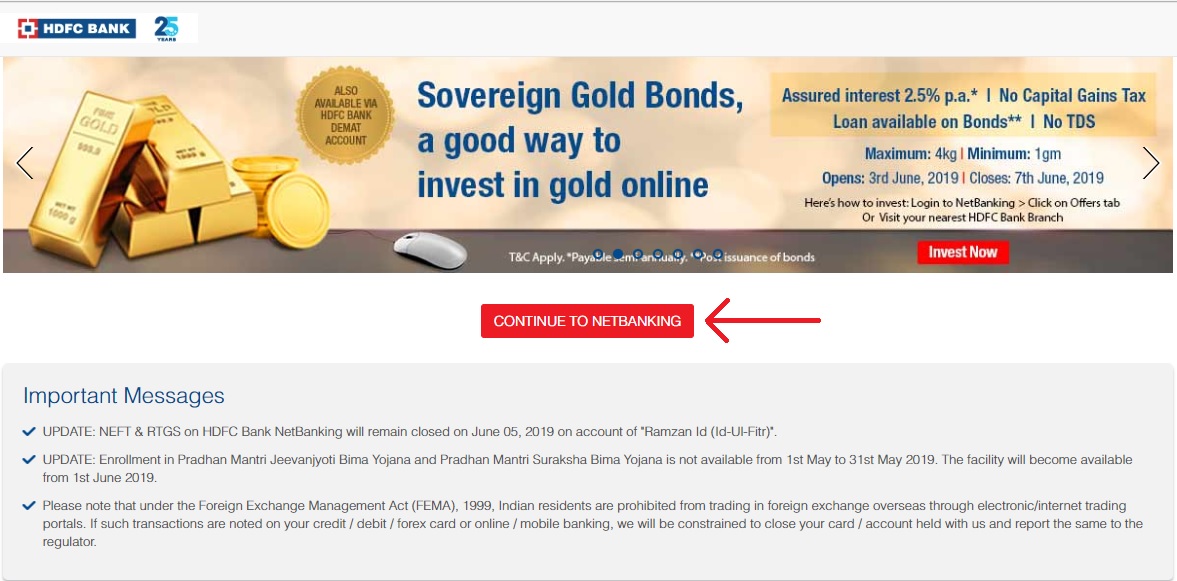 HDFC BANK 25
YEARS
FINE
GOLD
999.9
NET WT
1000 g
GOLD
1000 g
ALSO
AVAILABLE VIA
HDFC BANK
DEMAT
ACCOUNT
Sovereign Gold Bonds,
a good way to
invest in gold online
Assured interest 2.5% p.a.* I No Capital Gains Tax
Loan available on Bonds** I No TDS
Maximum: 4kg | Minimum: 1gm
Opens: 3rd June, 2019 | Closes: 7th June, 2019
Here's how to invest: Login to NetBanking > Click on Offers tab
Or Visit your nearest HDFC Bank Branch
T&C Apply. *Payable semi annually. **Post issuance of bonds
Invest Now
CONTINUE TO NETBANKING
Important Messages
UPDATE: NEFT & RTGS on HDFC Bank NetBanking will remain closed on June 05, 2019 on account of "Ramzan Id (Id-Ul-Fitr)".
UPDATE: Enrollment in Pradhan Mantri Jeevanjyoti Bima Yojana and Pradhan Mantri Suraksha Bima Yojana is not available from 1st May to 31st May 2019. The facility will become available
from 1st June 2019.
Please note that under the Foreign Exchange Management Act (FEMA), 1999, Indian residents are prohibited from trading in foreign exchange overseas through electronic/internet trading
portals. If such transactions are noted on your credit / debit / forex card or online / mobile banking, we will be constrained to close your card / account held with us and report the same to the
regulator.